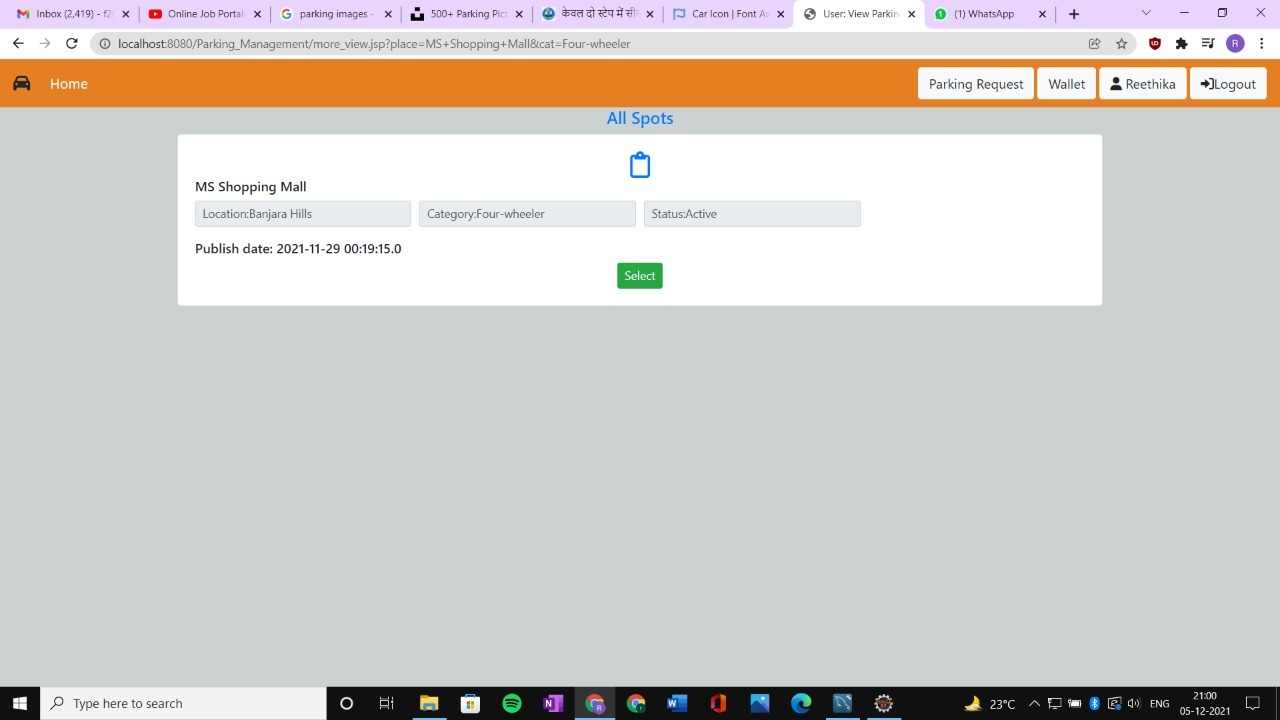 Inbox (2,419) - f20
Online Job Portal
parking images -
500+ Parking Pict
केवल दो स्टेप में सी
Car Icon | Font Aw
User: View Parkin
(1) WhatsApp
localhost:8080/Parking_Management/more_view.jsp?place=MS+Shopping+Mall&cat=Four-wheeler
R
Home
Parking Request
Wallet
Reethika
Logout
All Spots
MS Shopping Mall
Location:Banjara Hills
Category:Four-wheeler
Status:Active
Publish date: 2021-11-29 00:19:15.0
Select
Type here to search
23°C
ENG
21:00
05-12-2021